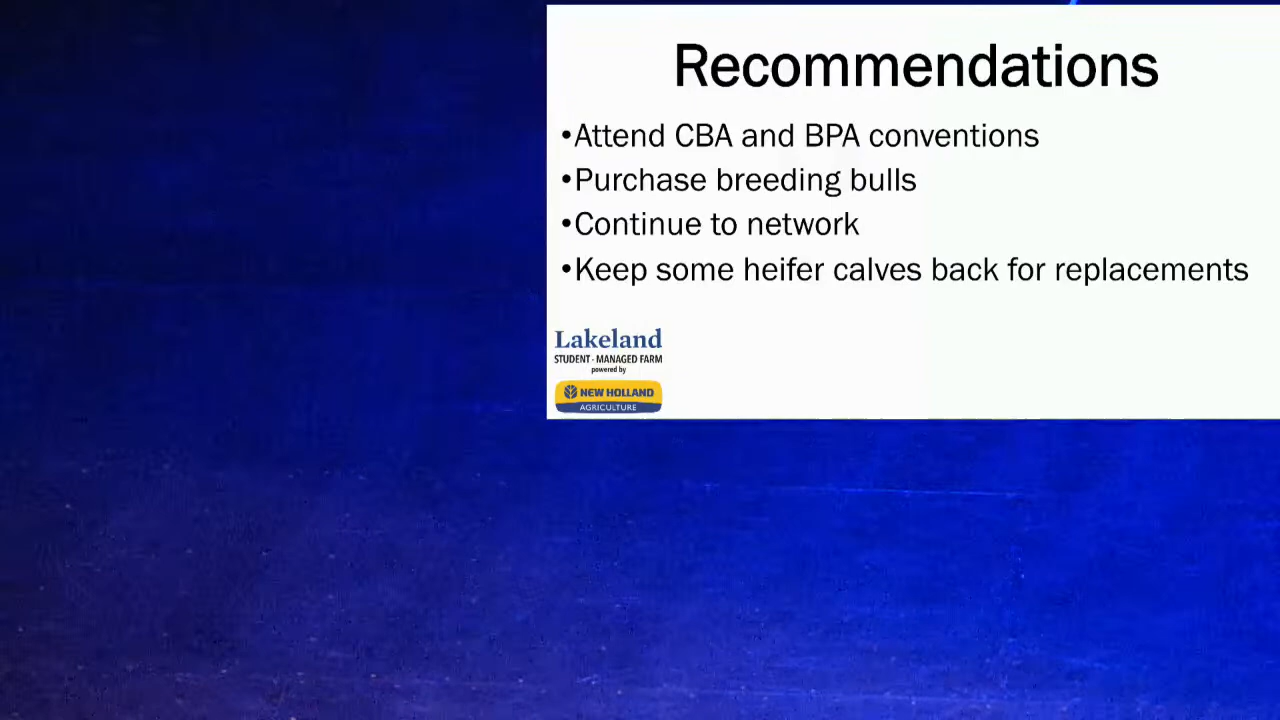 Recommendations
•Attend CBA and BPA conventions
•Purchase breeding bulls
•Continue to network
•Keep some heifer calves back for replacements
Lakeland
STUDENT - MANAGED FARM
powered by
NEW HOLLAND
AGRICULTURE